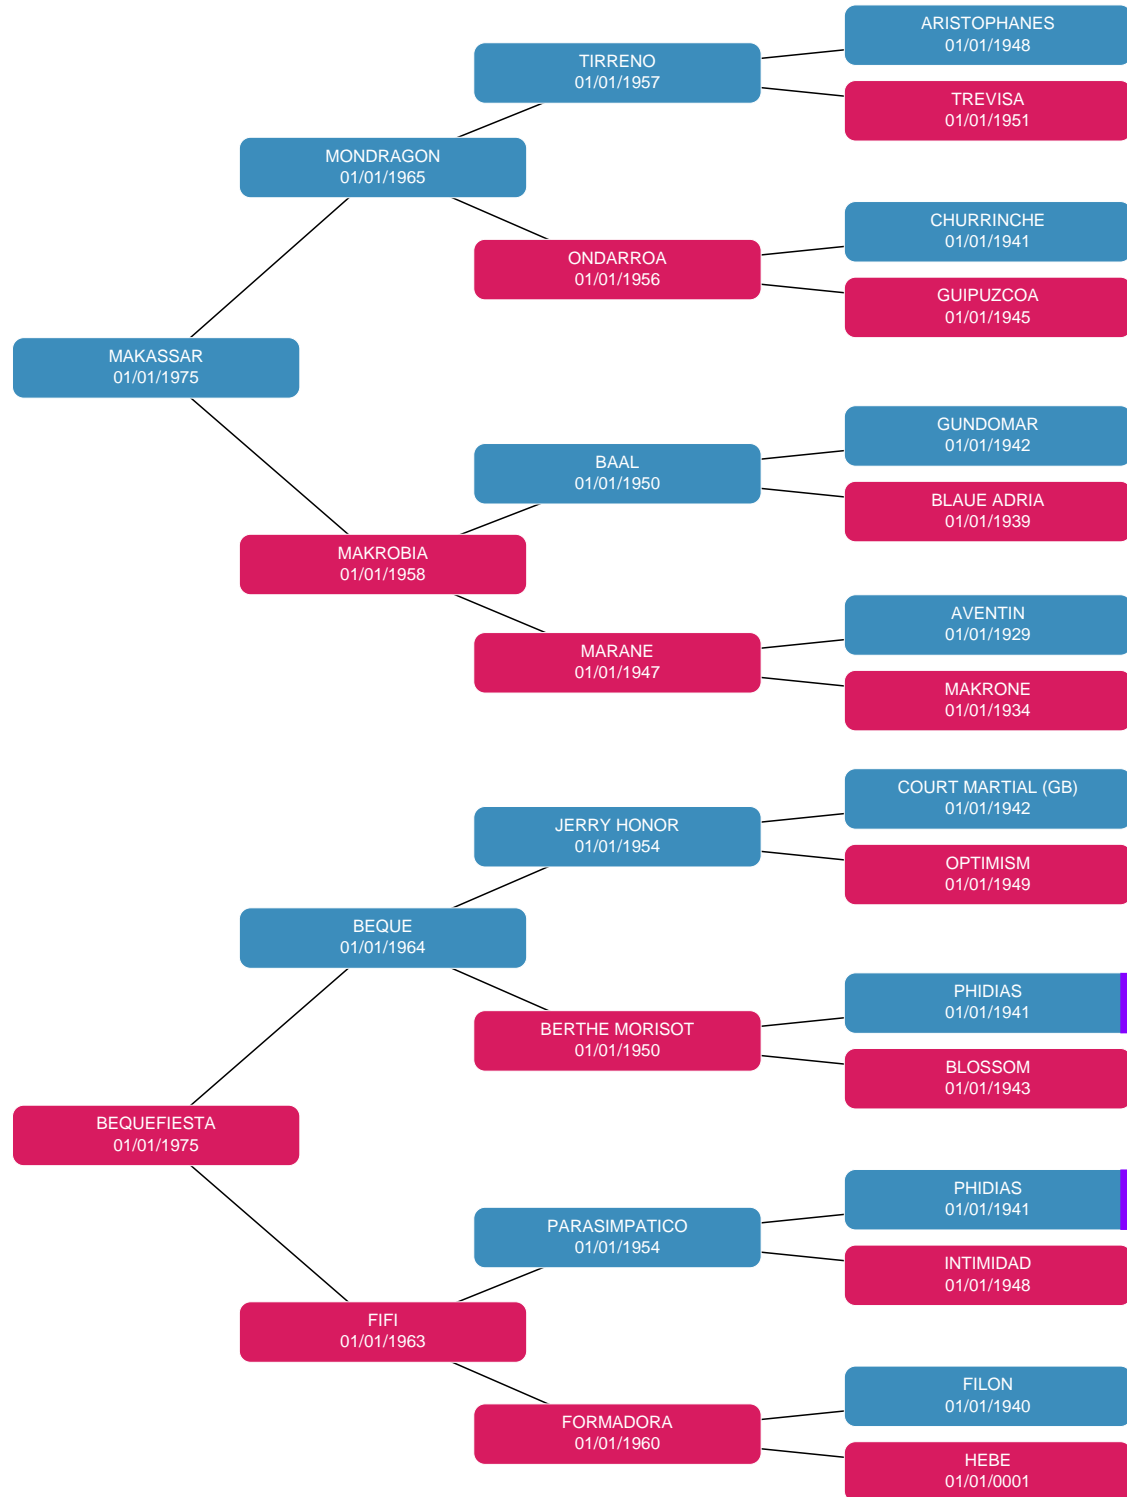 ARISTOPHANES
01/01/1948
TIRRENO
01/01/1957
TREVISA
01/01/1951
MONDRAGON
01/01/1965
CHURRINCHE
01/01/1941
ONDARROA
01/01/1956
GUIPUZCOA
01/01/1945
MAKASSAR
01/01/1975
GUNDOMAR
01/01/1942
BAAL
01/01/1950
BLAUE ADRIA
01/01/1939
MAKROBIA
01/01/1958
AVENTIN
01/01/1929
MARANE
01/01/1947
MAKRONE
01/01/1934
COURT MARTIAL (GB)
01/01/1942
JERRY HONOR
01/01/1954
OPTIMISM
01/01/1949
BEQUE
01/01/1964
PHIDIAS
01/01/1941
BERTHE MORISOT
01/01/1950
BLOSSOM
01/01/1943
BEQUEFIESTA
01/01/1975
PHIDIAS
01/01/1941
PARASIMPATICO
01/01/1954
INTIMIDAD
01/01/1948
FIFI
01/01/1963
FILON
01/01/1940
FORMADORA
01/01/1960
HEBE
01/01/0001